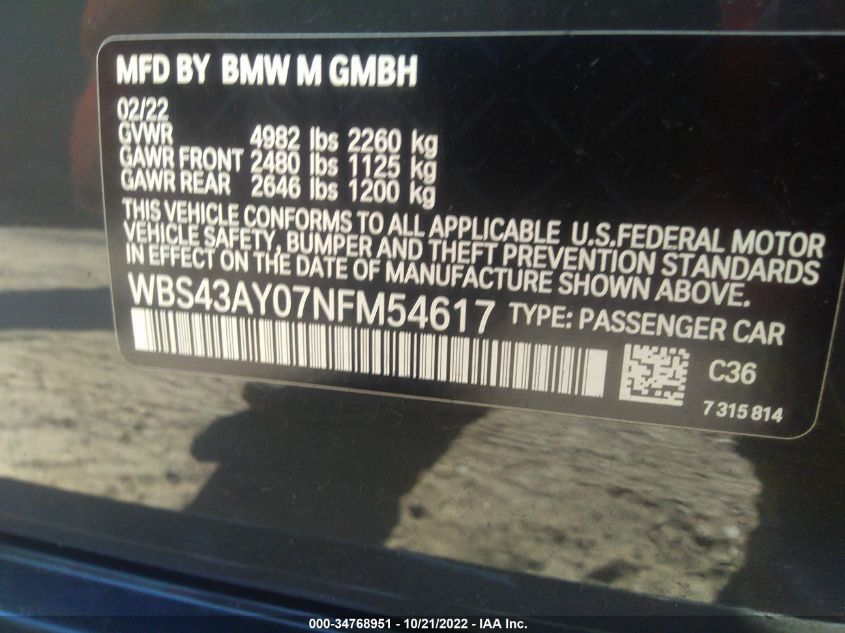 MFD BY BMW M GMBH
02/22
GVWR 4982 lbs 2260 kg
GAWR FRONT 2480 lbs 1125 kg
GAWR REAR 2646 lbs 1200 kg
THIS VEHICLE CONFORMS TO ALL APPLICABLE U.S.FEDERAL MOTOR
VEHICLE SAFETY, BUMPER AND THEFT PREVENTION STANDARDS
IN EFFECT ON THE DATE OF MANUFACTURE SHOWN ABOVE.
WBS43AY07NFM54617 TYPE: PASSENGER CAR
C36
7 315 814
000-34768951 - 10/21/2022 - IAA Inc.